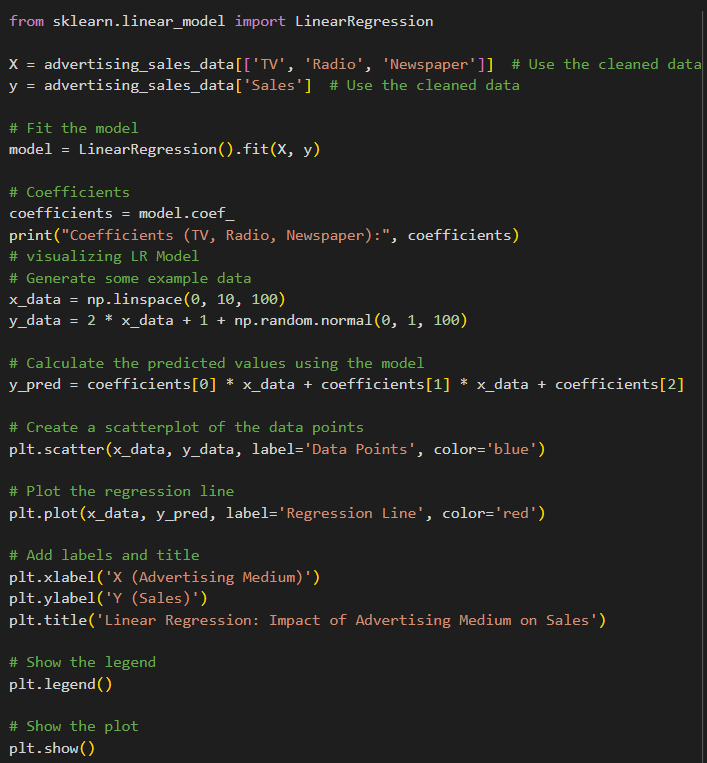 from sklearn.linear_model import LinearRegression
X = advertising_sales_data[['TV', 'Radio', 'Newspaper']]  # Use the cleaned data
y = advertising_sales_data['Sales']  # Use the cleaned data
# Fit the model
model = LinearRegression().fit(X, y)
# Coefficients
coefficients = model.coef_
print("Coefficients (TV, Radio, Newspaper):", coefficients)
# visualizing LR Model
# Generate some example data
x_data = np.linspace(0, 10, 100)
y_data = 2 * x_data + 1 + np.random.normal(0, 1, 100)
# Calculate the predicted values using the model
y_pred = coefficients[0] * x_data + coefficients[1] * x_data + coefficients[2]
# Create a scatterplot of the data points
plt.scatter(x_data, y_data, label='Data Points', color='blue')
# Plot the regression line
plt.plot(x_data, y_pred, label='Regression Line', color='red')
# Add labels and title
plt.xlabel('X (Advertising Medium)')
plt.ylabel('Y (Sales)')
plt.title('Linear Regression: Impact of Advertising Medium on Sales')
# Show the legend
plt.legend()
# Show the plot
plt.show()